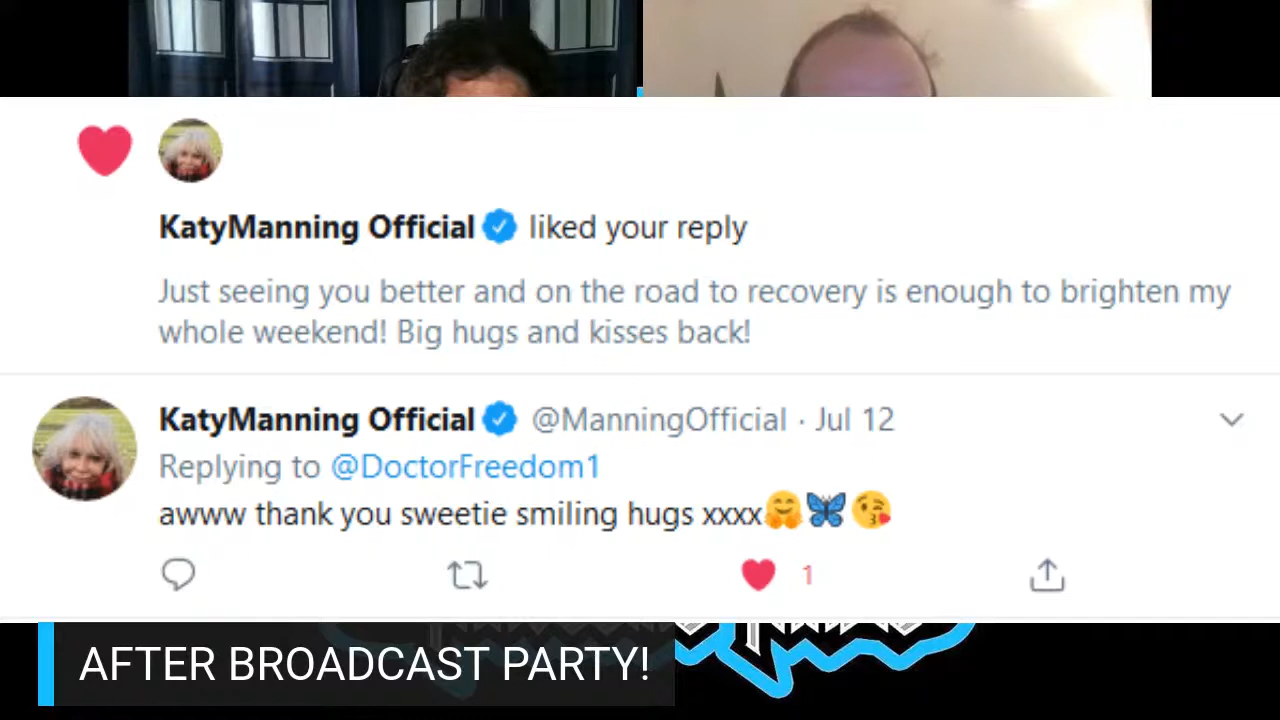 KatyManning Official liked your reply
Just seeing you better and on the road to recovery is enough to brighten my
whole weekend! Big hugs and kisses back!
KatyManning Official @ManningOfficial · Jul 12
Replying to @DoctorFreedom1
awww thank you sweetie smiling hugs xxxx🤗🦋😘
1
AFTER BROADCAST PARTY!